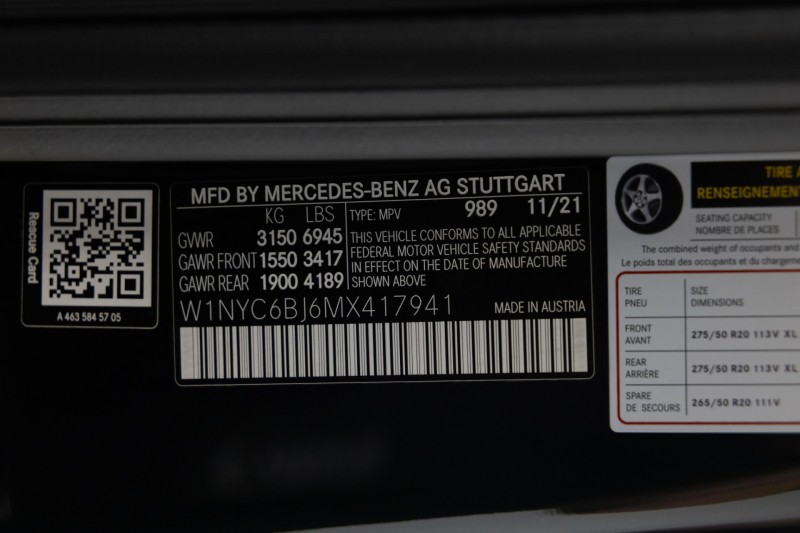 Rescue Card
A 463 584 57 05
MFD BY MERCEDES-BENZ AG STUTTGART
KG LBS
GVWR 3150 6945
GAWR FRONT 1550 3417
GAWR REAR 1900 4189
TYPE: MPV 989 11/21
THIS VEHICLE CONFORMS TO ALL APPLICABLE
FEDERAL MOTOR VEHICLE SAFETY STANDARDS
IN EFFECT ON THE DATE OF MANUFACTURE
SHOWN ABOVE
W1NYC6BJ6MX417941 MADE IN AUSTRIA
TIRE
RENSEIGNEMENT
SEATING CAPACITY
NOMBRE DE PLACES
The combined weight of occupants and
Le poids total des occupants et du
TIRE SIZE
PNEU DIMENSIONS
FRONT
AVANT 275/50 R20 113V XL
REAR
ARRIÈRE 275/50 R20 113V XL
SPARE
DE SECOURS 265/50 R20 111V